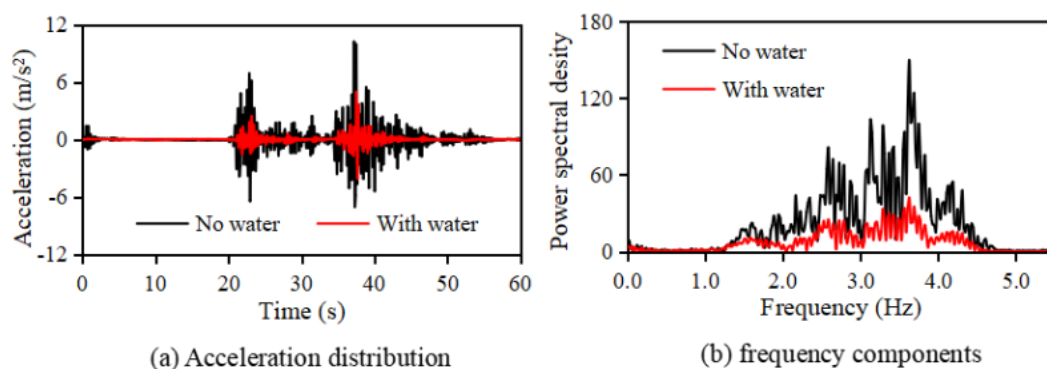 12
6
0
-6
-12
Acceleration (m/s²)
No water
With water
0
10
20
30
40
50
60
Time (s)
(a) Acceleration distribution
180
120
60
0
Power spectral desity
No water
With water
0.0
1.0
2.0
3.0
4.0
5.0
Frequency (Hz)
(b) frequency components